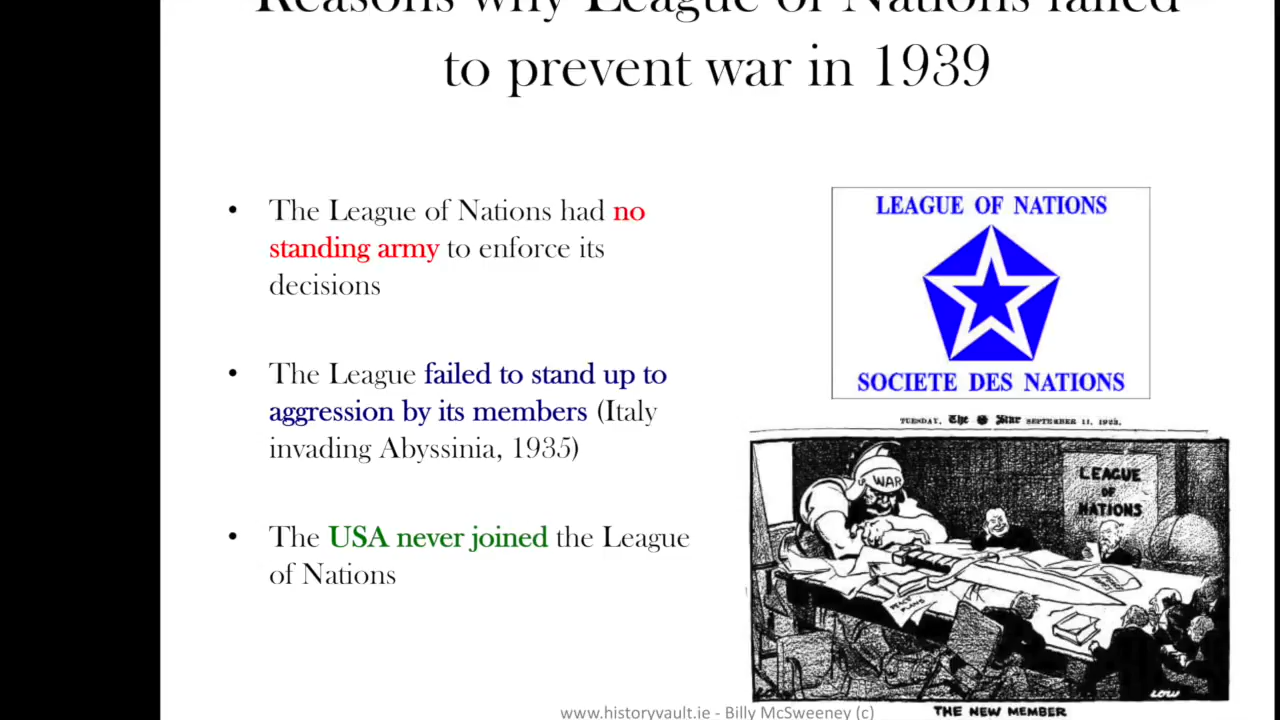 Reasons why League of Nations failed
to prevent war in 1939
• The League of Nations had no
standing army to enforce its
decisions
• The League failed to stand up to
aggression by its members (Italy
invading Abyssinia, 1935)
• The USA never joined the League
of Nations
LEAGUE OF NATIONS
SOCIETE DES NATIONS
TUESDAY, The Star SEPTEMBER 11, 1923.
WAR
LEAGUE
OF
NATIONS
PEACE
PLANS
LOW
THE NEW MEMBER
www.historyvault.ie - Billy McSweeney (c)